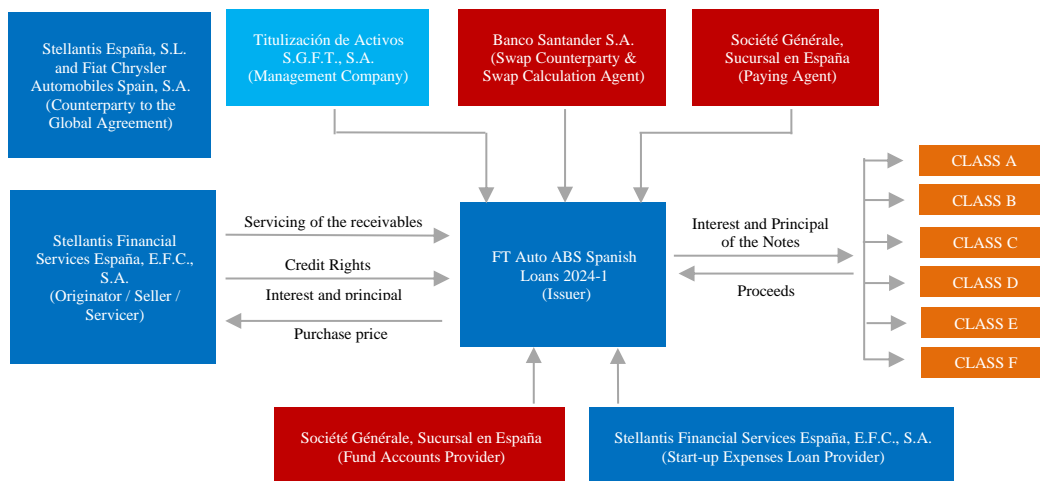 Stellantis España, S.L.
and Fiat Chrysler
Automobiles Spain, S.A.
(Counterparty to the
Global Agreement)
Titulización de Activos
S.G.F.T., S.A.
(Management Company)
Banco Santander S.A.
(Swap Counterparty &
Swap Calculation Agent)
Société Générale,
Sucursal en España
(Paying Agent)
Stellantis Financial
Services España, E.F.C.,
S.A.
(Originator / Seller /
Servicer)
Servicing of the receivables
Credit Rights
Interest and principal
Purchase price
FT Auto ABS Spanish
Loans 2024-1
(Issuer)
Interest and Principal
of the Notes
Proceeds
CLASS A
CLASS B
CLASS C
CLASS D
CLASS E
CLASS F
Société Générale, Sucursal en España
(Fund Accounts Provider)
Stellantis Financial Services España, E.F.C., S.A.
(Start-up Expenses Loan Provider)